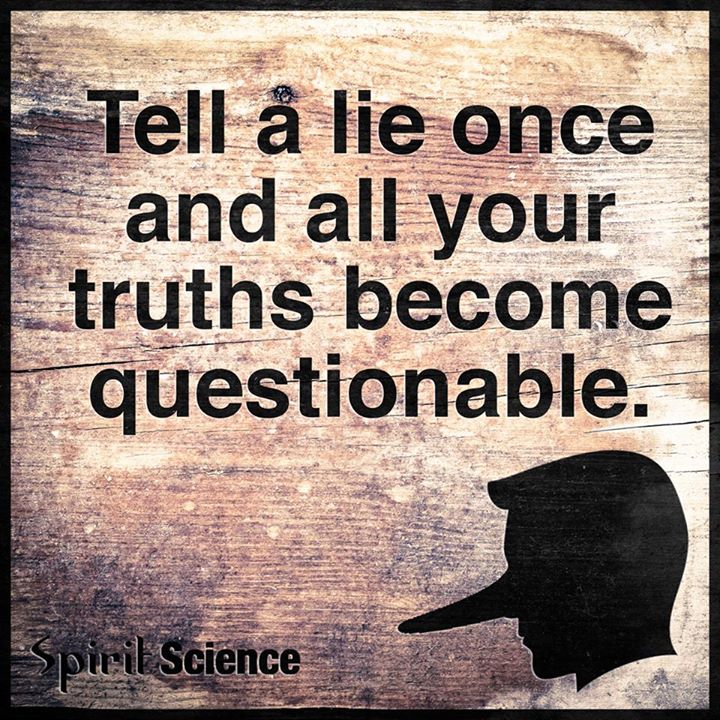 Tell a lie once
and all your
truths become
questionable.
Spirit Science